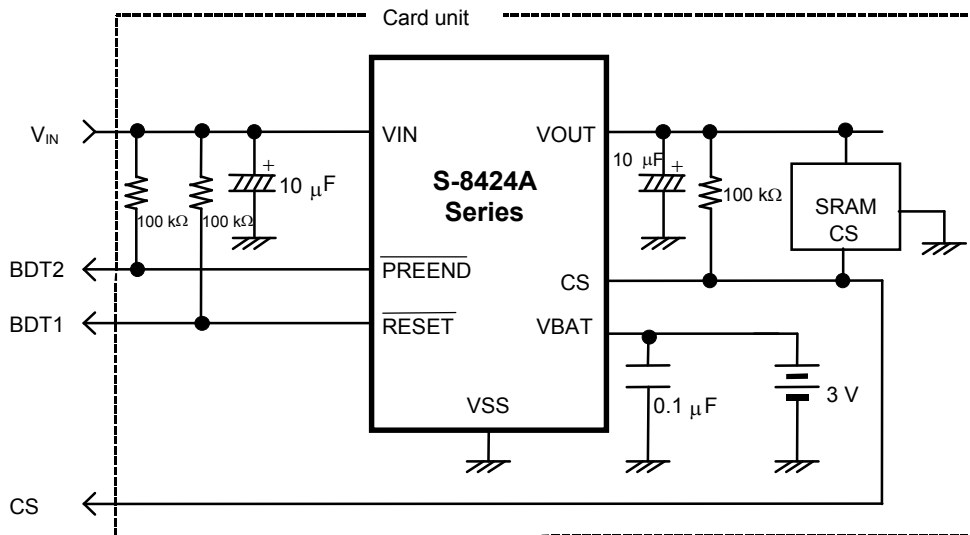 Card unit
V_IN
VIN
VOUT
10 μF
100 kΩ
100 kΩ
S-8424A
Series
10 μF
100 kΩ
SRAM
CS
BDT2
PREEND
CS
BDT1
RESET
VBAT
VSS
0.1 μF
3 V
CS
+
+